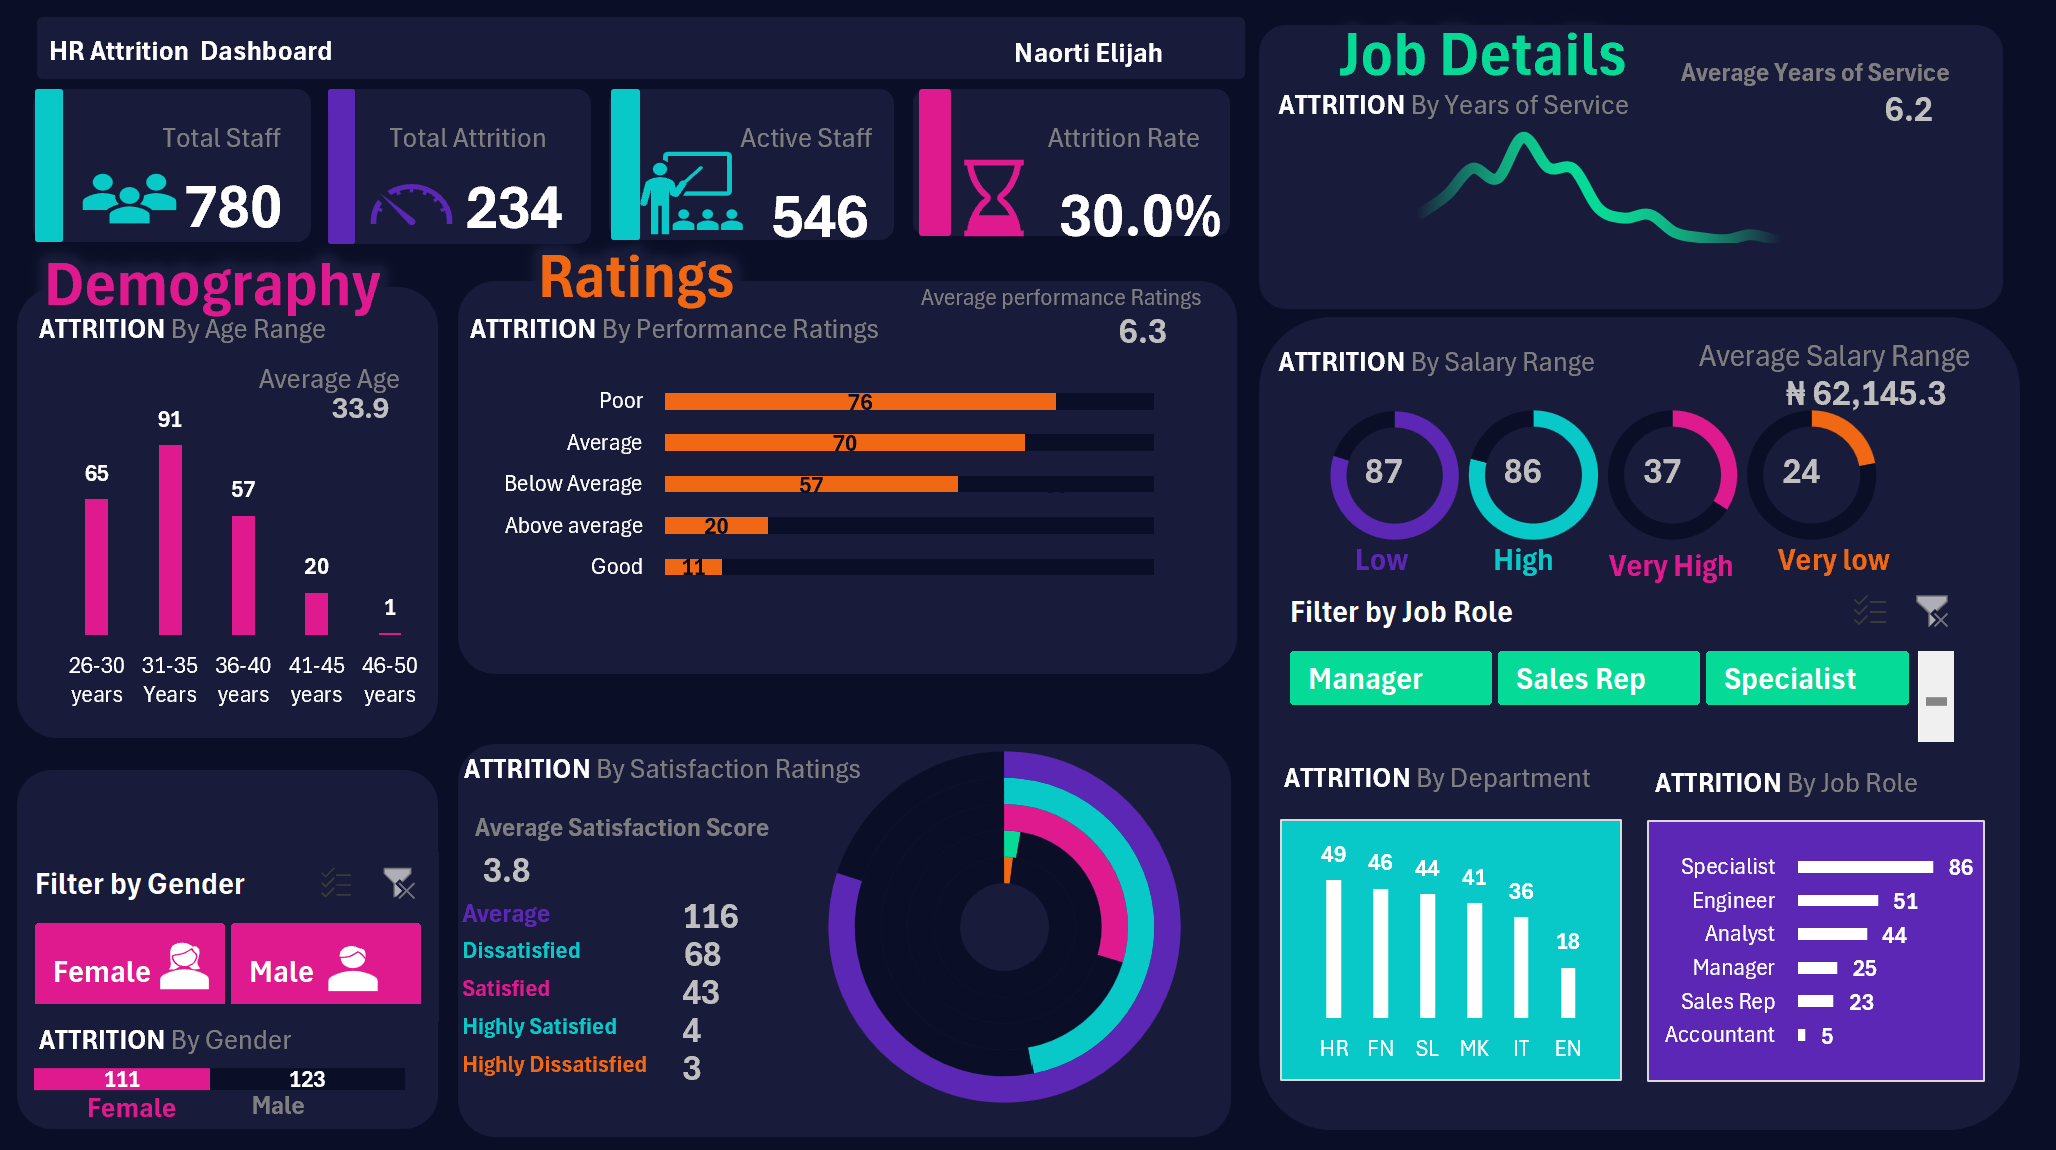 HR Attrition  Dashboard
Naorti Elijah
Total Staff
780
Total Attrition
234
Active Staff
546
Attrition Rate
30.0%
Demography
ATTRITION By Age Range
Average Age
33.9
65
91
57
20
1
26-30 years
31-35 Years
36-40 years
41-45 years
46-50 years
Filter by Gender
Female
Male
ATTRITION By Gender
111
123
Female
Male
Ratings
ATTRITION By Performance Ratings
Average performance Ratings
6.3
Poor 76
Average 70
Below Average 57
Above average 20
Good 11
ATTRITION By Satisfaction Ratings
Average Satisfaction Score
3.8
Average 116
Dissatisfied 68
Satisfied 43
Highly Satisfied 4
Highly Dissatisfied 3
Job Details
ATTRITION By Years of Service
Average Years of Service
6.2
ATTRITION By Salary Range
Average Salary Range
₦ 62,145.3
87
86
37
24
Low
High
Very High
Very low
Filter by Job Role
Manager
Sales Rep
Specialist
ATTRITION By Department
49
46
44
41
36
18
HR FN SL MK IT EN
ATTRITION By Job Role
Specialist 86
Engineer 51
Analyst 44
Manager 25
Sales Rep 23
Accountant 5